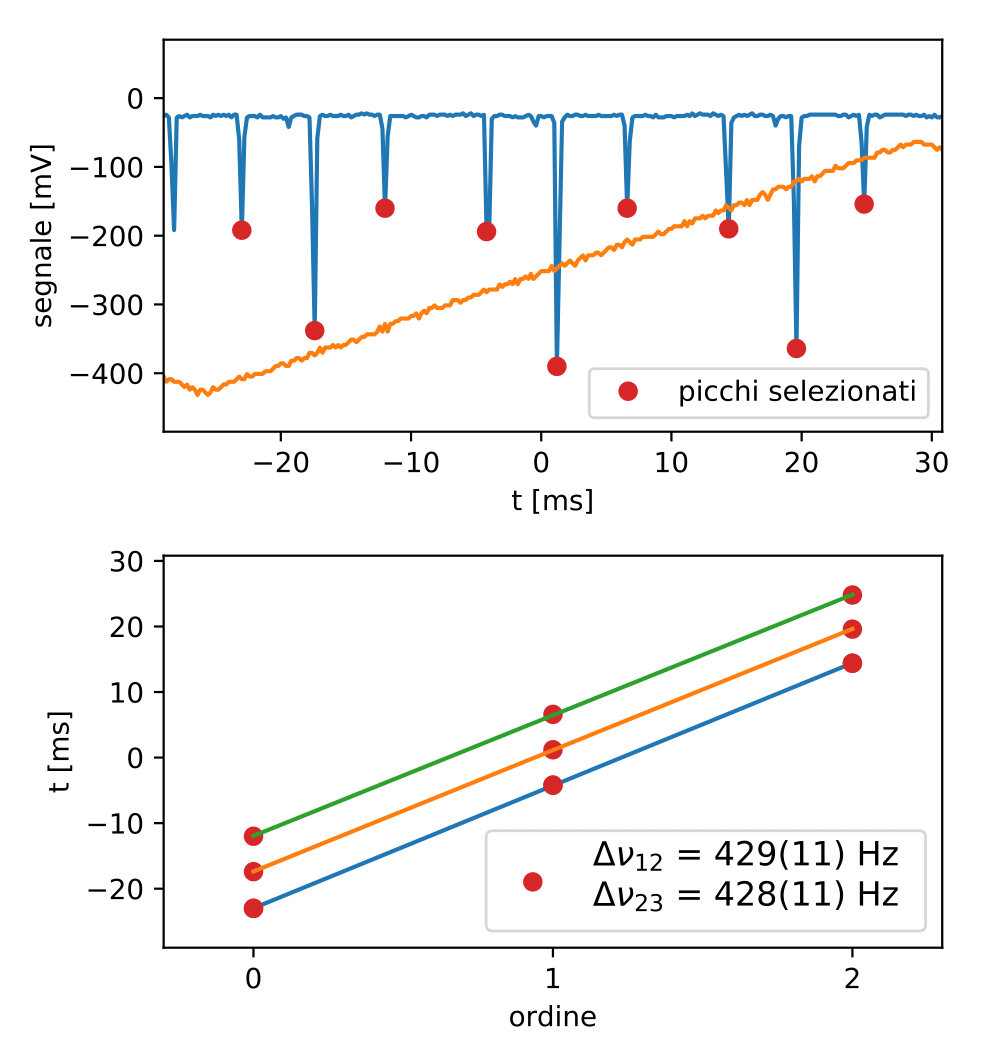 0
−100
−200
−300
−400
segnale [mV]
picchi selezionati
−20 −10 0 10 20 30
t [ms]
30
20
10
0
−10
−20
t [ms]
Δν₁₂ = 429(11) Hz
Δν₂₃ = 428(11) Hz
0 1 2
ordine